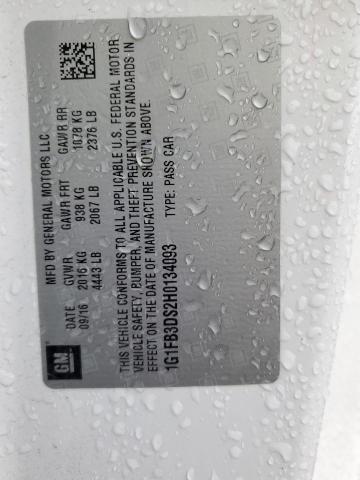 GM
MFD BY GENERAL MOTORS LLC
DATE GVWR GAWR FRT GAWR RR
09/16 2016 KG 938 KG 1078 KG
4443 LB 2067 LB 2376 LB
THIS VEHICLE CONFORMS TO ALL APPLICABLE U.S. FEDERAL MOTOR
VEHICLE SAFETY, BUMPER, AND THEFT PREVENTION STANDARDS IN
EFFECT ON THE DATE OF MANUFACTURE SHOWN ABOVE.
1G1FB3DS2H0134093 TYPE: PASS CAR